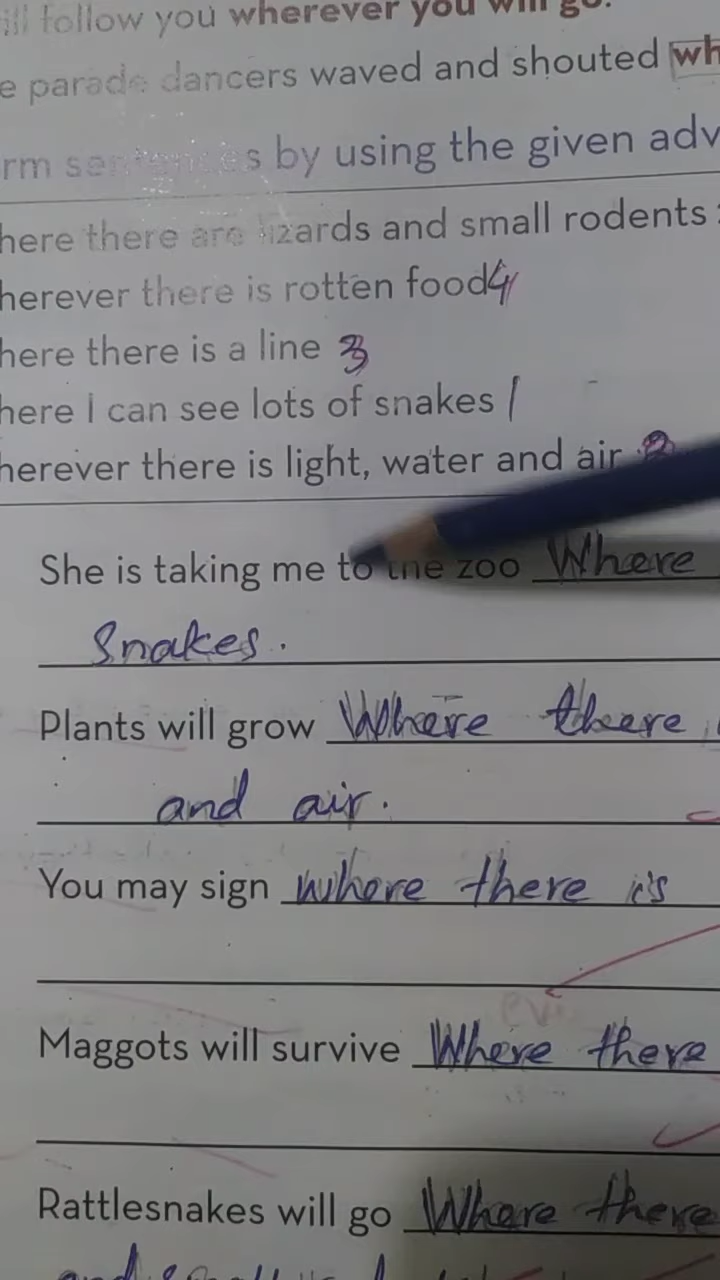 ill follow you wherever you will go.
e parade dancers waved and shouted wh
rm sentences by using the given adv
here there are lizards and small rodents
herever there is rotten food 4
here there is a line 3
here I can see lots of snakes 1
herever there is light, water and air 2
She is taking me to the zoo Where
Snakes.
Plants will grow Where there
and air.
You may sign where there is
Maggots will survive Where there
Rattlesnakes will go Where there
and